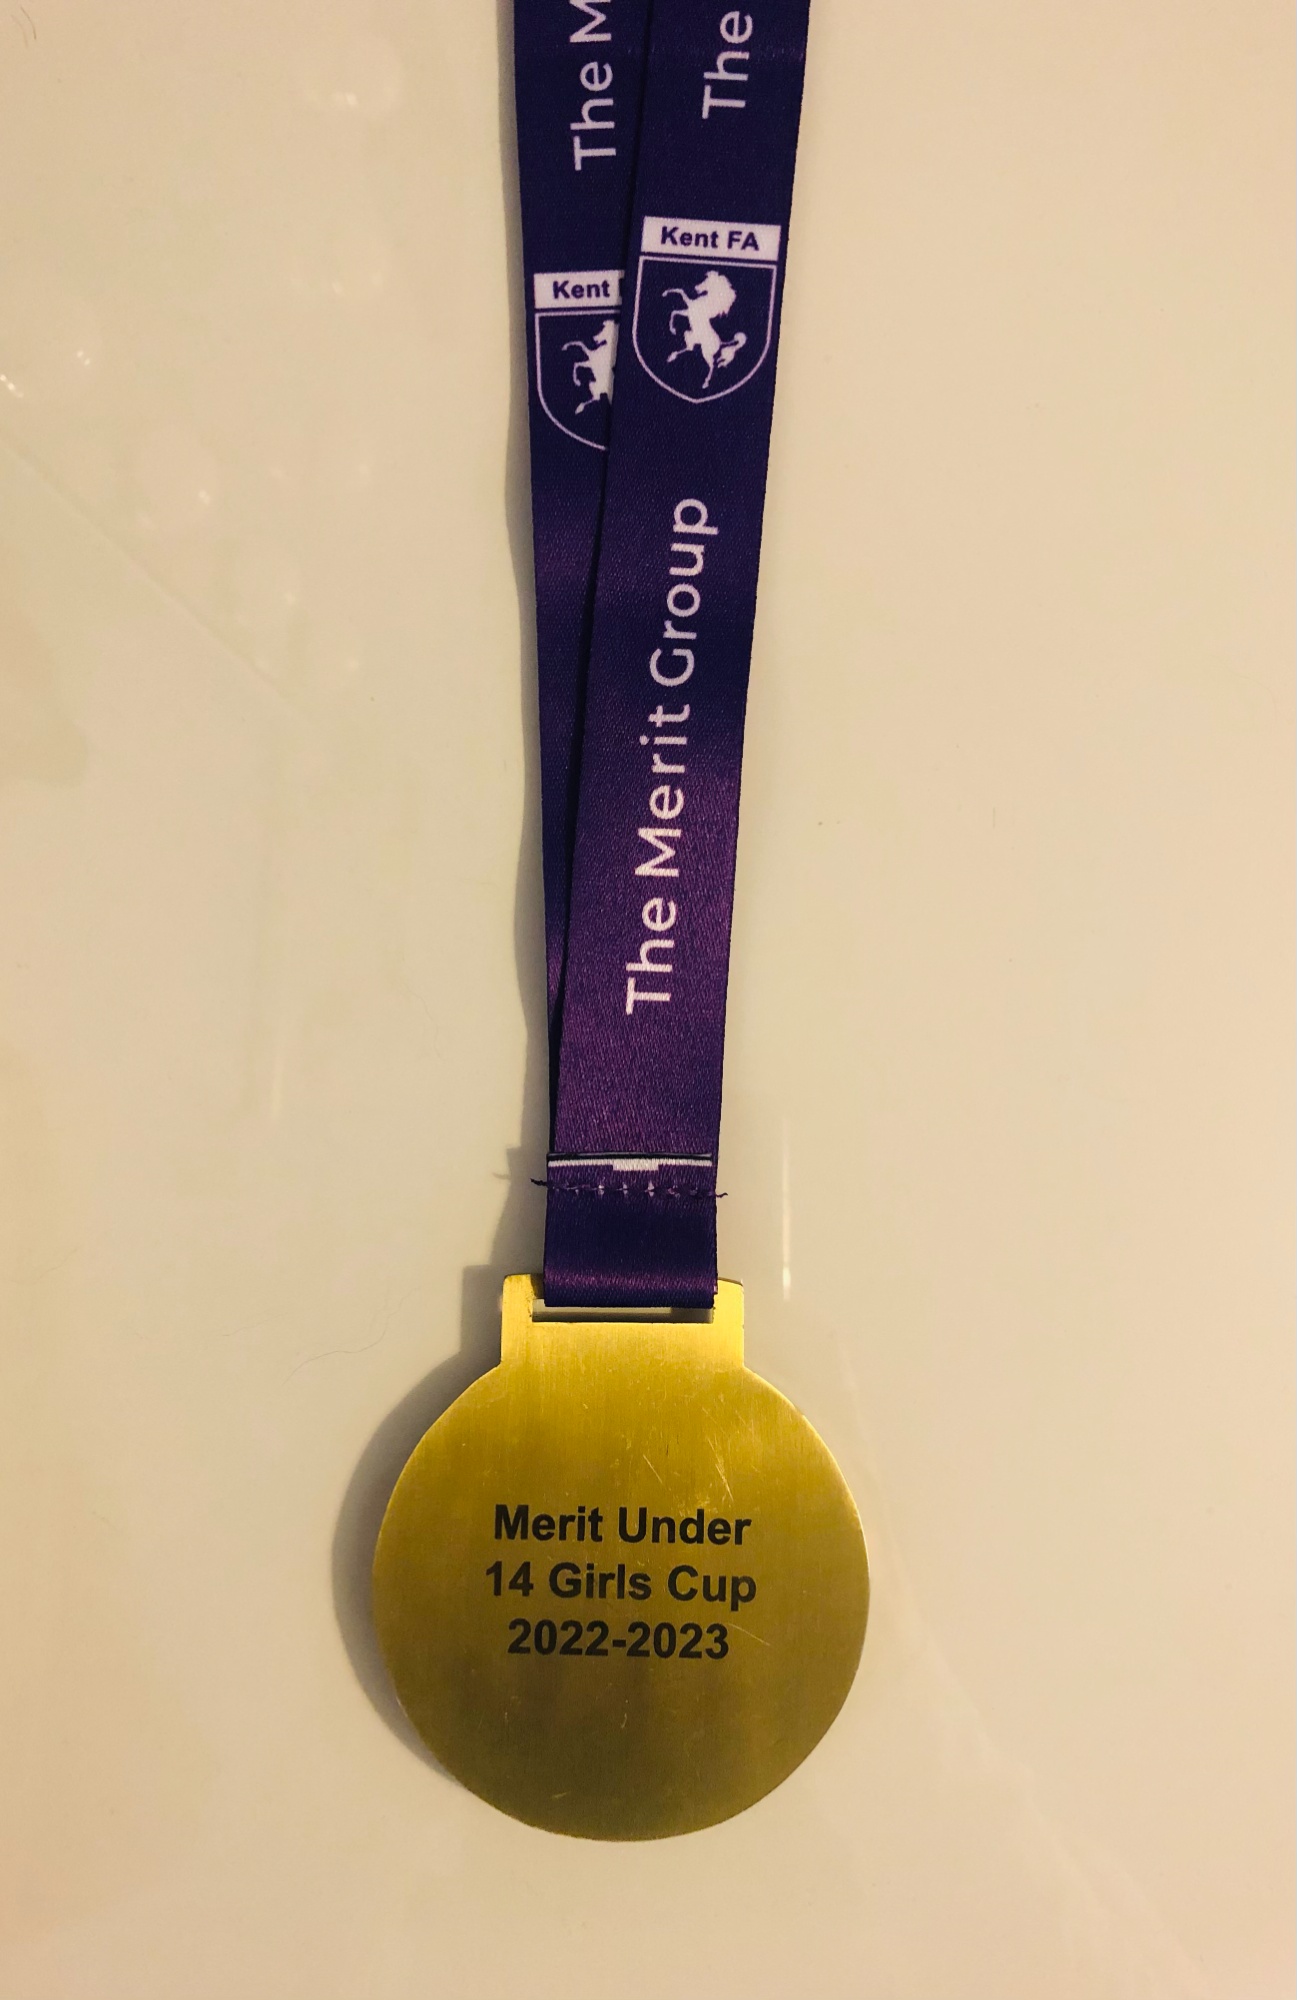 The M
The
Kent FA
Kent
The Merit Group
Merit Under
14 Girls Cup
2022-2023